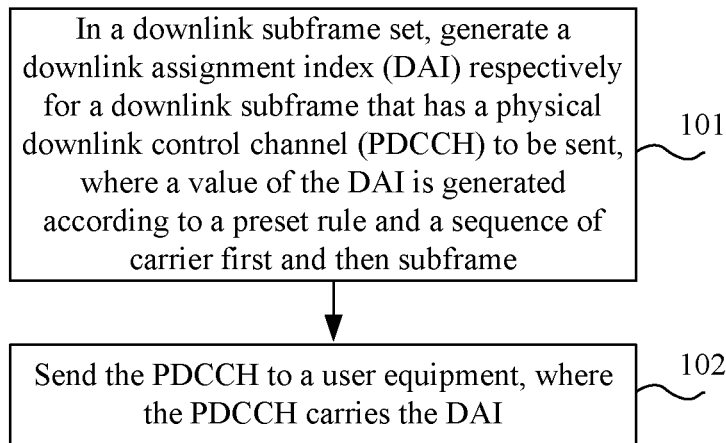 In a downlink subframe set, generate a
downlink assignment index (DAI) respectively
for a downlink subframe that has a physical
downlink control channel (PDCCH) to be sent,
where a value of the DAI is generated
according to a preset rule and a sequence of
carrier first and then subframe
101
Send the PDCCH to a user equipment, where
the PDCCH carries the DAI
102